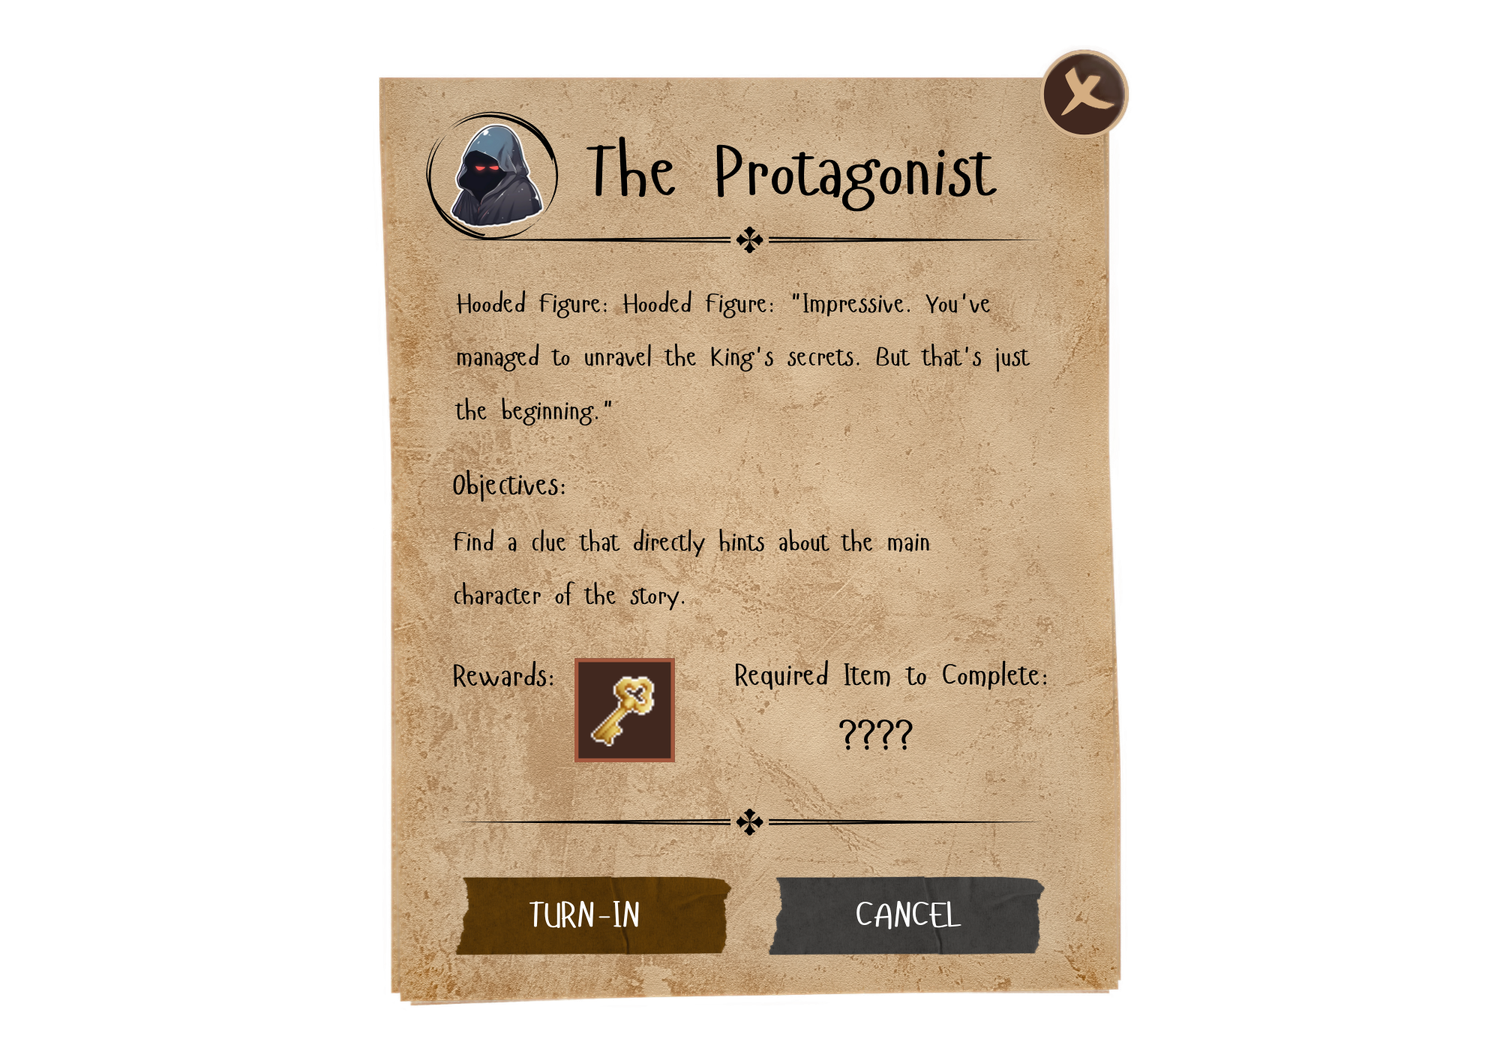 The Protagonist
Hooded Figure: Hooded Figure: "Impressive. You've
managed to unravel the King's secrets. But that's just
the beginning."
Objectives:
Find a clue that directly hints about the main
character of the story.
Rewards:
Required Item to Complete:
????
TURN-IN
CANCEL